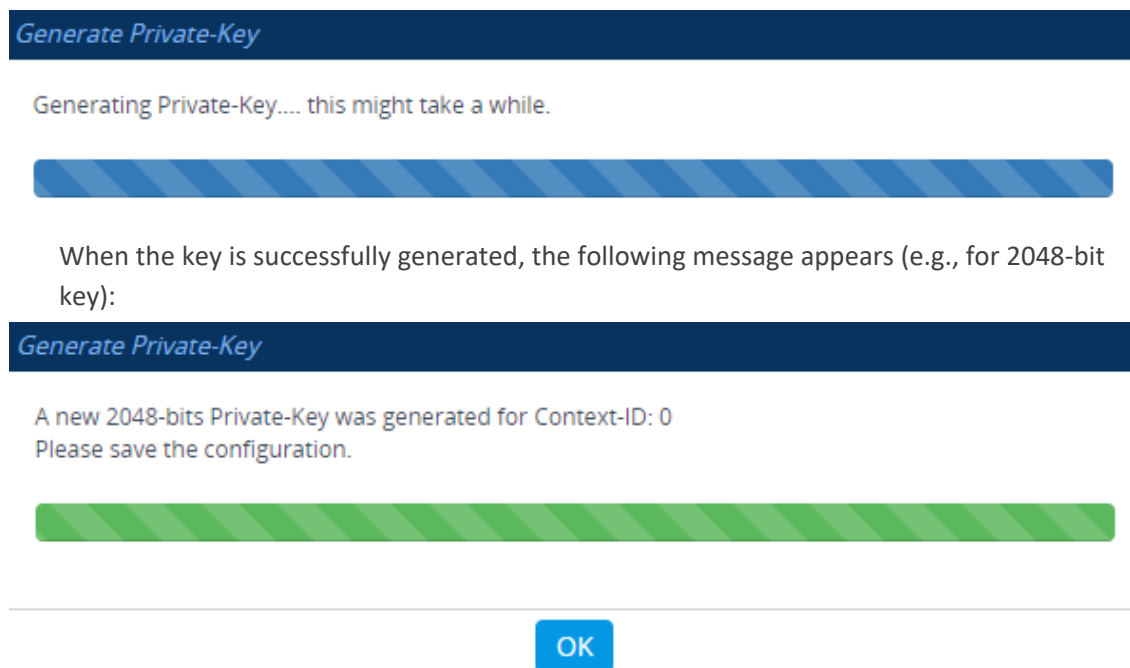 Generate Private-Key
Generating Private-Key.... this might take a while.
When the key is successfully generated, the following message appears (e.g., for 2048-bit
key):
Generate Private-Key
A new 2048-bits Private-Key was generated for Context-ID: 0
Please save the configuration.
OK